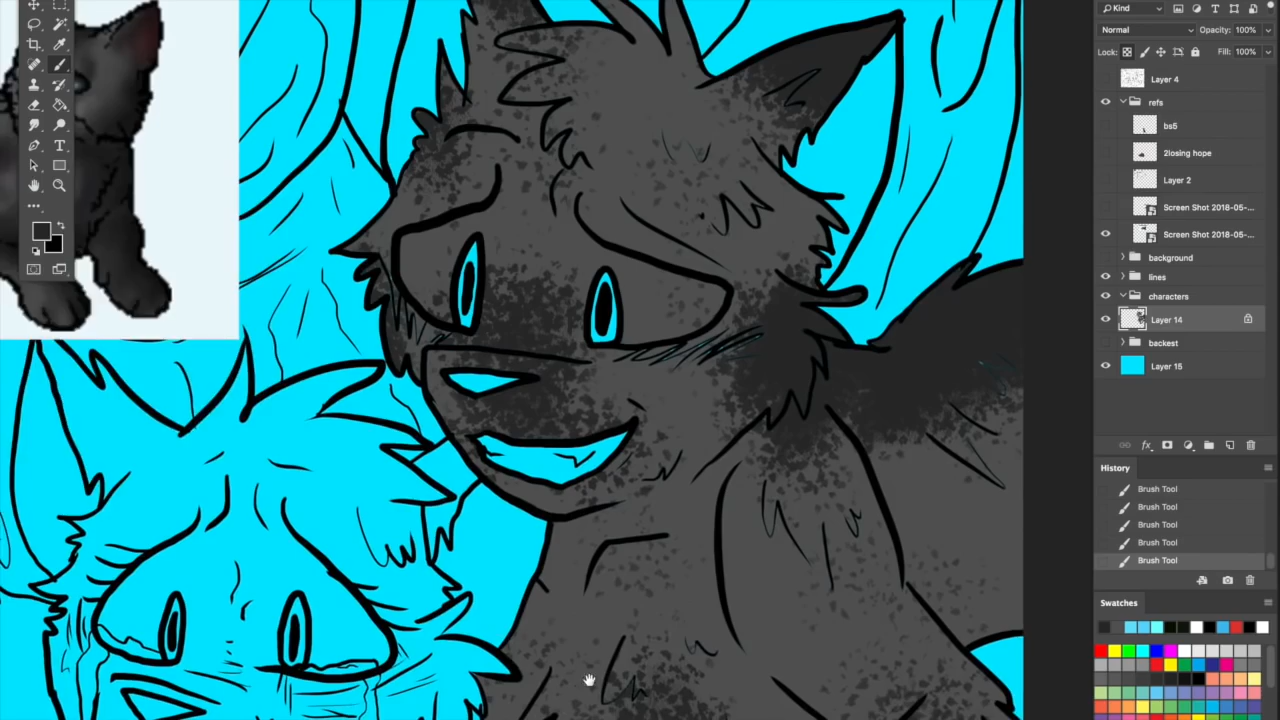 Kind
Normal
Opacity: 100%
Lock:
Fill: 100%
Layer 4
refs
bs5
2losing hope
Layer 2
Screen Shot 2018-05-...
Screen Shot 2018-05-...
background
lines
characters
Layer 14
backest
Layer 15
fx
History
Brush Tool
Brush Tool
Brush Tool
Brush Tool
Brush Tool
Swatches